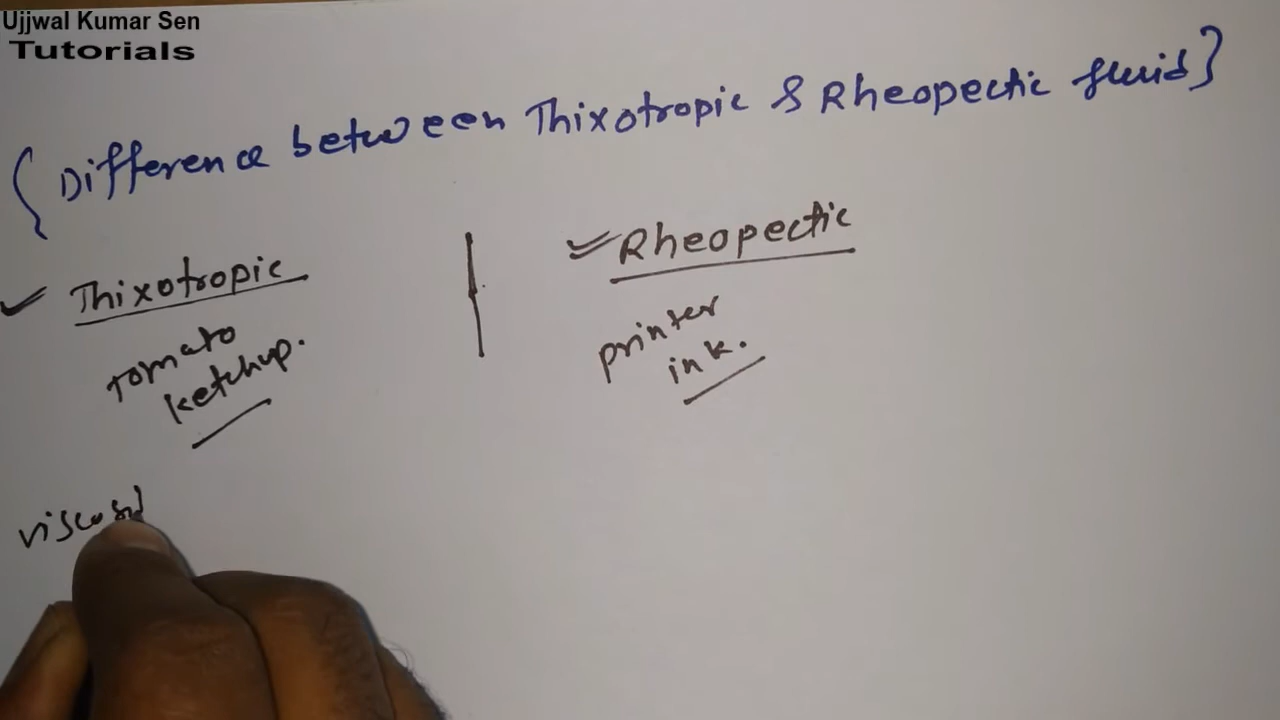 Ujjwal Kumar Sen
Tutorials
{Difference between Thixotropic & Rheopectic fluid}
Thixotropic
tomato
ketchup.
Rheopectic
printer
ink.